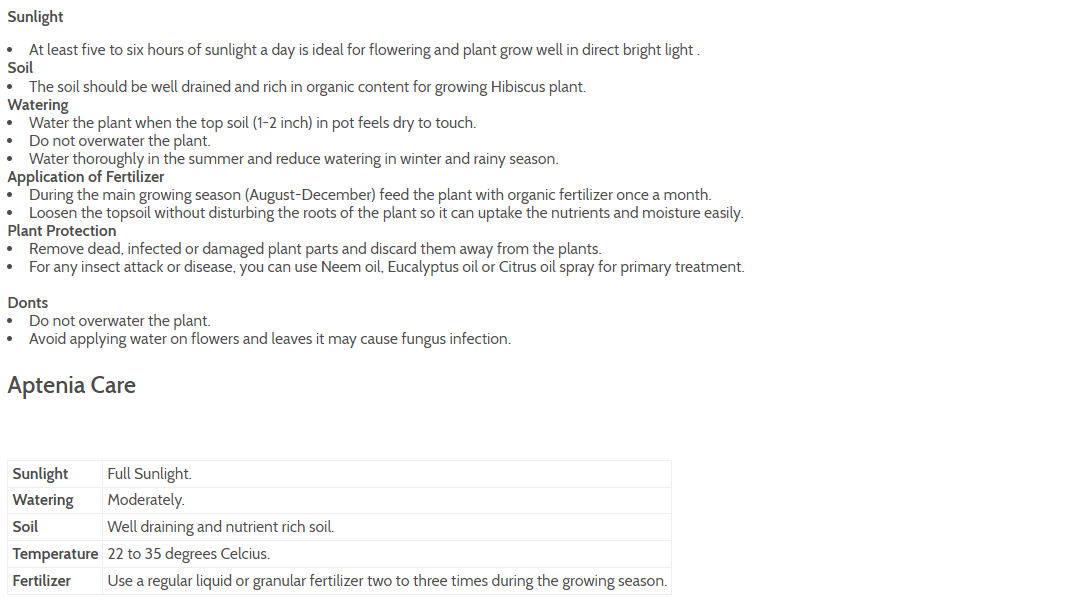 Sunlight
• At least five to six hours of sunlight a day is ideal for flowering and plant grow well in direct bright light .
Soil
• The soil should be well drained and rich in organic content for growing Hibiscus plant.
Watering
• Water the plant when the top soil (1-2 inch) in pot feels dry to touch.
• Do not overwater the plant.
• Water thoroughly in the summer and reduce watering in winter and rainy season.
Application of Fertilizer
• During the main growing season (August-December) feed the plant with organic fertilizer once a month.
• Loosen the topsoil without disturbing the roots of the plant so it can uptake the nutrients and moisture easily.
Plant Protection
• Remove dead, infected or damaged plant parts and discard them away from the plants.
• For any insect attack or disease, you can use Neem oil, Eucalyptus oil or Citrus oil spray for primary treatment.
Donts
• Do not overwater the plant.
• Avoid applying water on flowers and leaves it may cause fungus infection.
Aptenia Care
Sunlight Full Sunlight.
Watering Moderately.
Soil Well draining and nutrient rich soil.
Temperature 22 to 35 degrees Celcius.
Fertilizer Use a regular liquid or granular fertilizer two to three times during the growing season.